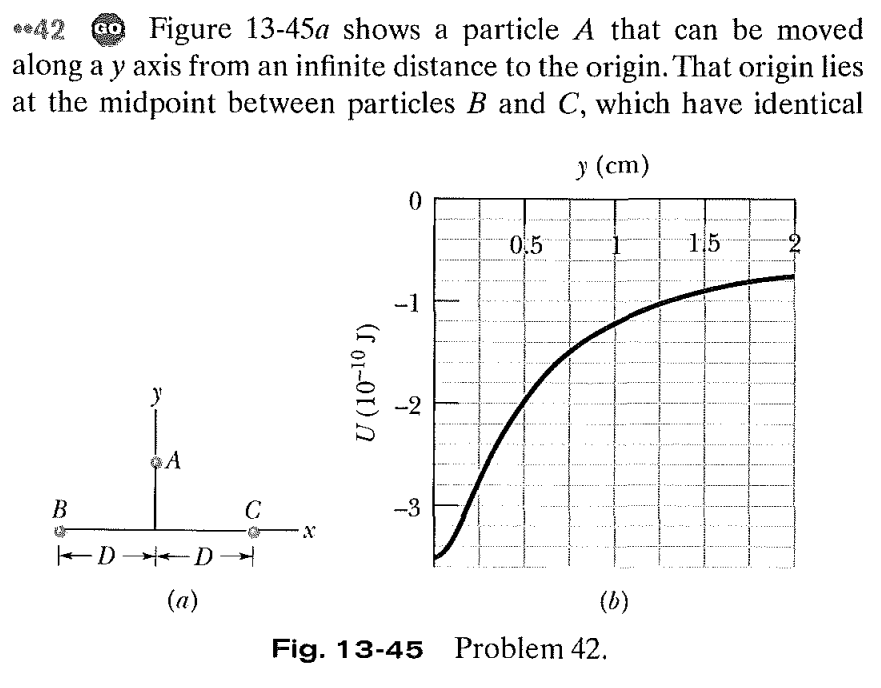 ••42 GO Figure 13-45a shows a particle A that can be moved
along a y axis from an infinite distance to the origin. That origin lies
at the midpoint between particles B and C, which have identical
y (cm)
0
0.5 1 1.5 2
−1
−2
−3
U (10⁻¹⁰ J)
y
A
B C
x
D D
(a) (b)
Fig. 13-45 Problem 42.